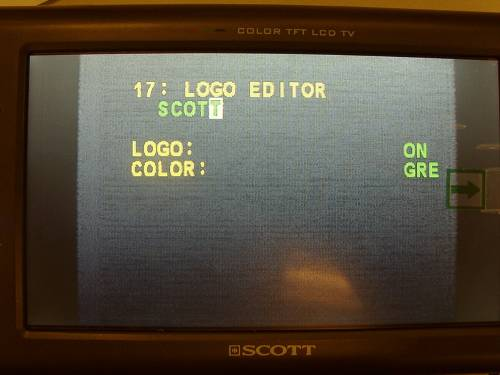 COLOR TFT LCD TV
17: LOGO EDITOR
SCOTT
LOGO: ON
COLOR: GRE
SCOTT